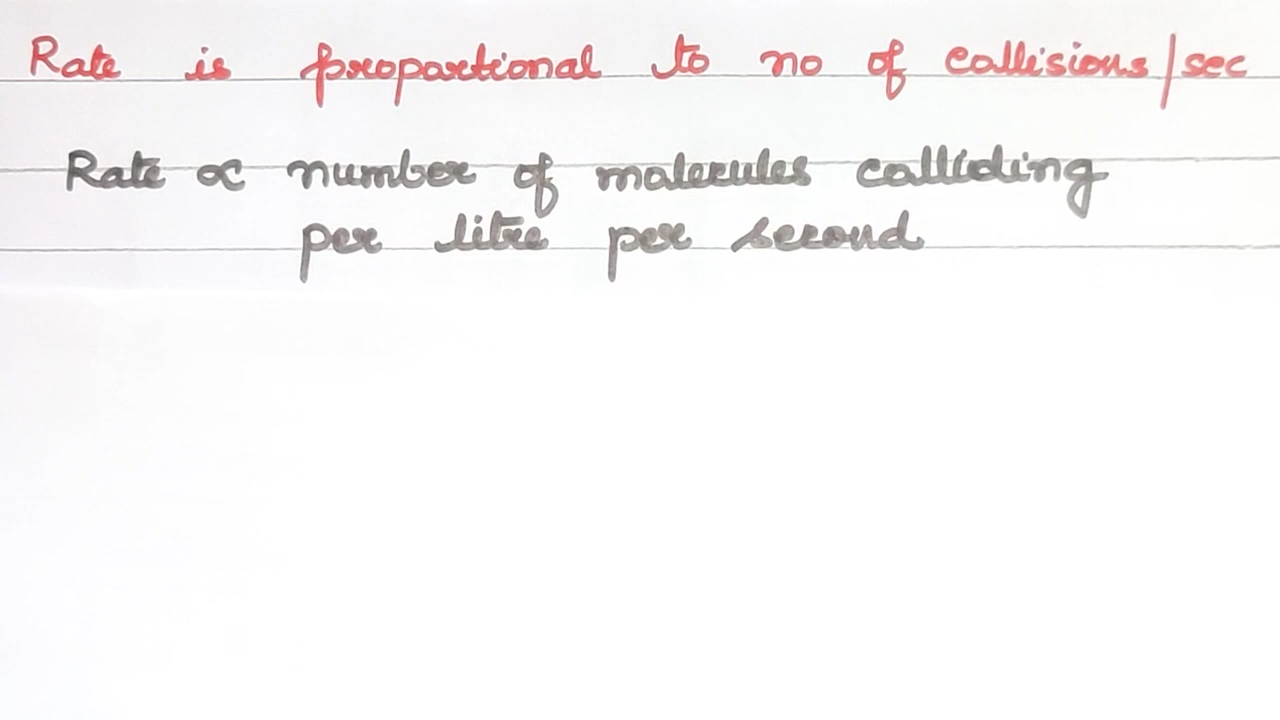 Rate is proportional to no of collisions/sec
Rate ∝ number of molecules colliding
per litre per second